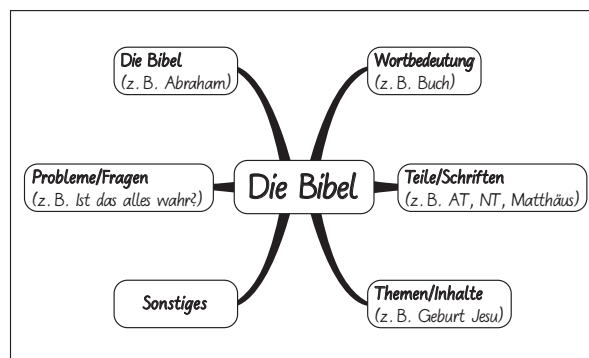 Die Bibel
(z. B. Abraham)
Wortbedeutung
(z. B. Buch)
Probleme/Fragen
(z. B. Ist das alles wahr?)
Die Bibel
Teile/Schriften
(z. B. AT, NT, Matthäus)
Sonstiges
Themen/Inhalte
(z. B. Geburt Jesu)